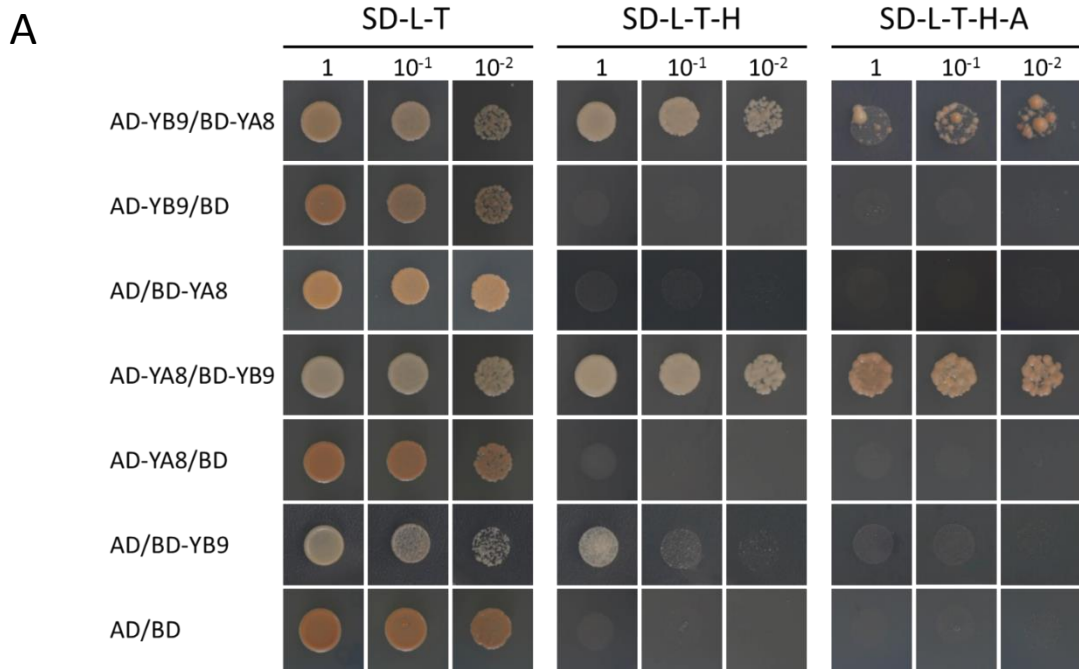 A
SD-L-T SD-L-T-H SD-L-T-H-A
1 10⁻¹ 10⁻² 1 10⁻¹ 10⁻² 1 10⁻¹ 10⁻²
AD-YB9/BD-YA8
AD-YB9/BD
AD/BD-YA8
AD-YA8/BD-YB9
AD-YA8/BD
AD/BD-YB9
AD/BD